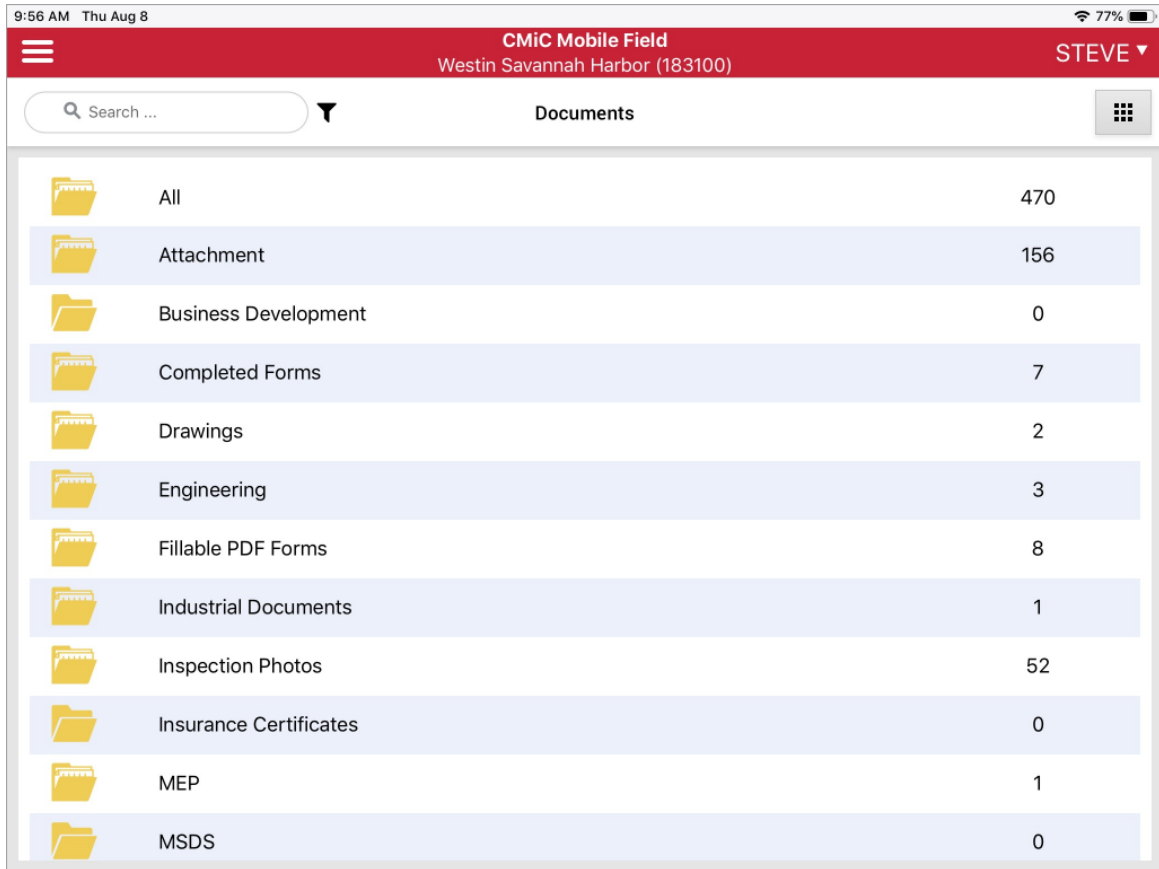 9:56 AM Thu Aug 8 77%
CMiC Mobile Field
Westin Savannah Harbor (183100)
STEVE
Search ...
Documents
All 470
Attachment 156
Business Development 0
Completed Forms 7
Drawings 2
Engineering 3
Fillable PDF Forms 8
Industrial Documents 1
Inspection Photos 52
Insurance Certificates 0
MEP 1
MSDS 0